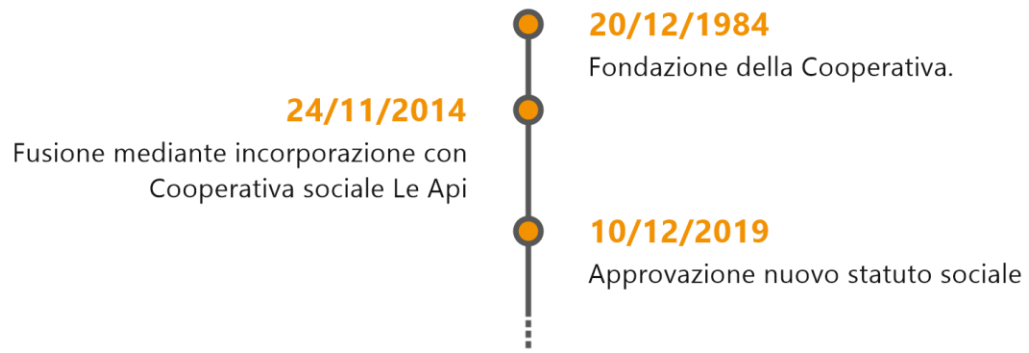 20/12/1984
Fondazione della Cooperativa.
24/11/2014
Fusione mediante incorporazione con
Cooperativa sociale Le Api
10/12/2019
Approvazione nuovo statuto sociale